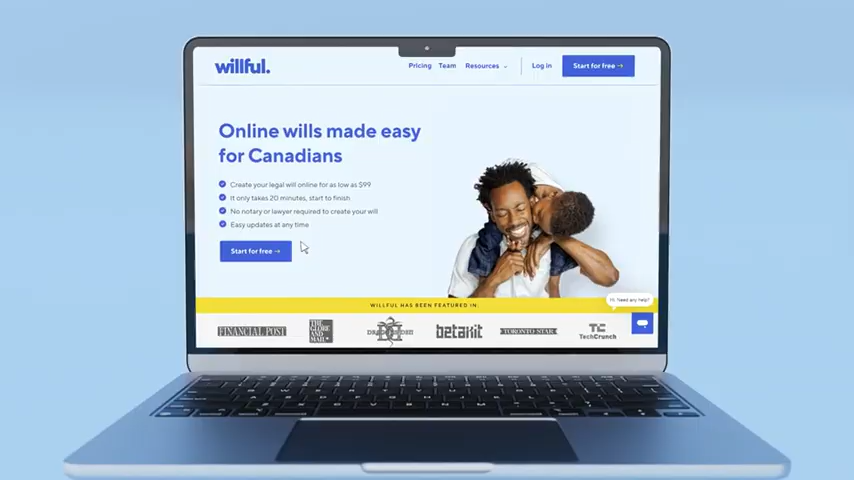 willful.
Pricing Team Resources
Log in
Start for free →
Online wills made easy
for Canadians
Create your legal will online for as low as $99
It only takes 20 minutes, start to finish
No notary or lawyer required to create your will
Easy updates at any time
Start for free →
WILLFUL HAS BEEN FEATURED IN:
Hi. Need any help?
FINANCIAL POST
THE
GLOBE
AND
MAIL*
betakit
TORONTO STAR
TC
TechCrunch